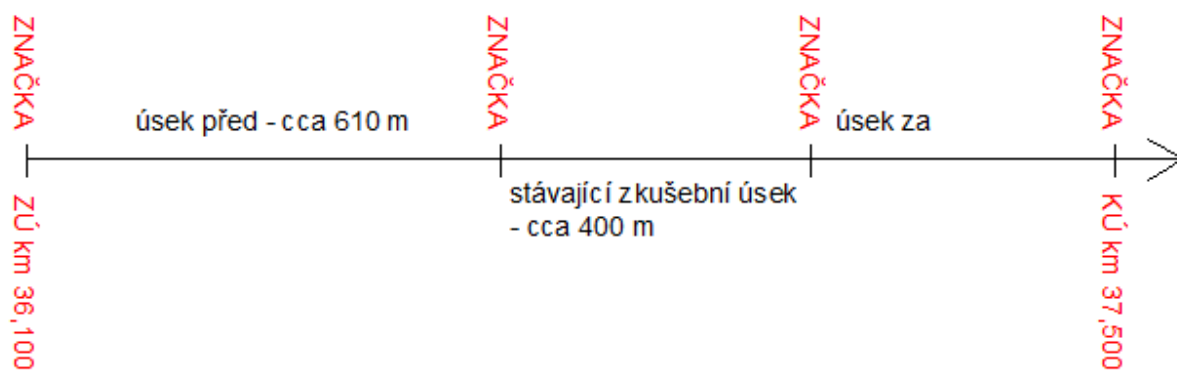 ZNAČKA
ZNAČKA
ZNAČKA
ZNAČKA
úsek před - cca 610 m
úsek za
stávající zkušební úsek
- cca 400 m
ZÚ km 36,100
KÚ km 37,500